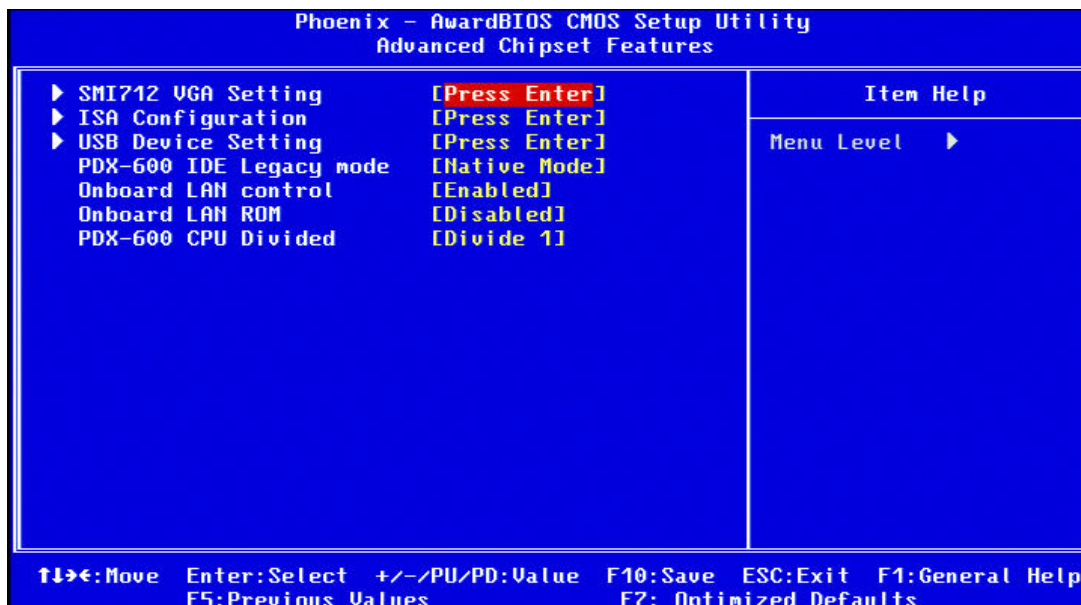 Phoenix - AwardBIOS CMOS Setup Utility
Advanced Chipset Features
SMI712 VGA Setting [Press Enter]
ISA Configuration [Press Enter]
USB Device Setting [Press Enter]
PDX-600 IDE Legacy mode [Native Mode]
Onboard LAN control [Enabled]
Onboard LAN ROM [Disabled]
PDX-600 CPU Divided [Divide 1]
Item Help
Menu Level
↑↓→←:Move Enter:Select +/-/PU/PD:Value F10:Save ESC:Exit F1:General Help
F5:Previous Values F7: Optimized Defaults